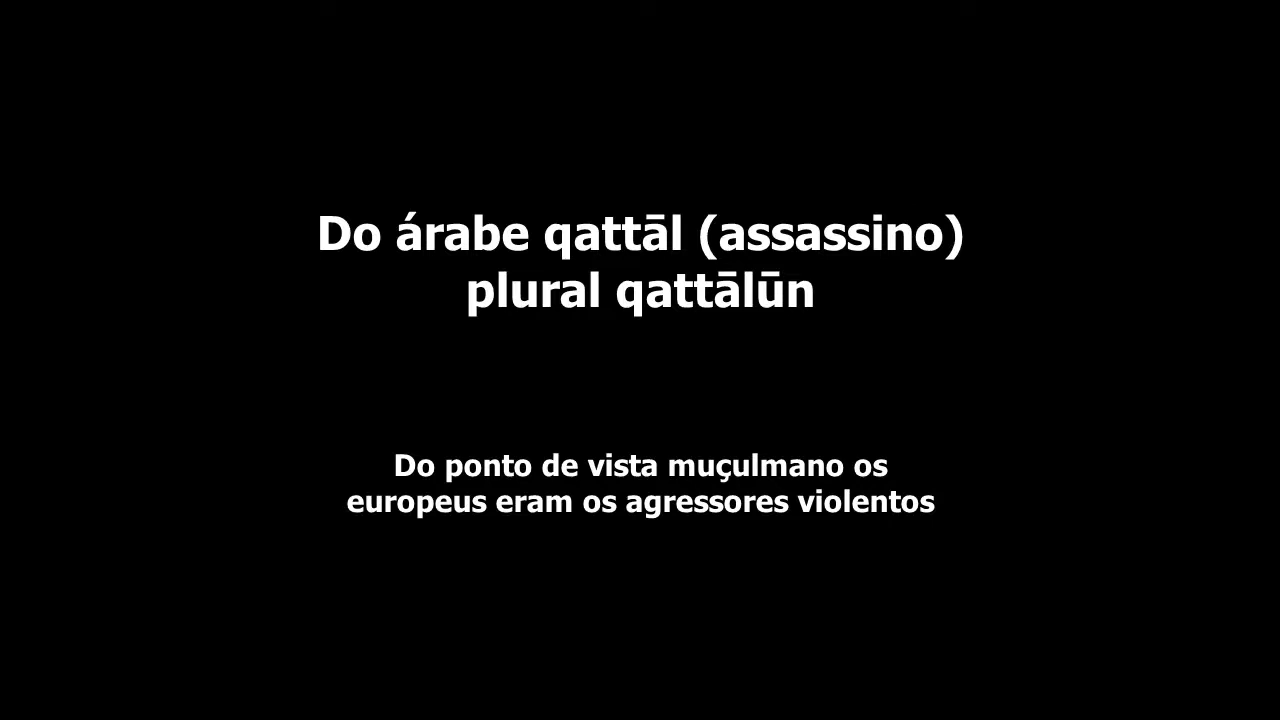 Do árabe qattāl (assassino)
plural qattālūn
Do ponto de vista muçulmano os
europeus eram os agressores violentos